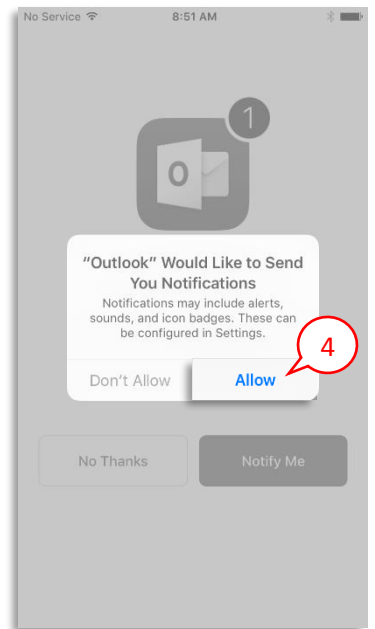 No Service 8:51 AM
1
O
"Outlook" Would Like to Send
You Notifications
Notifications may include alerts,
sounds, and icon badges. These can
be configured in Settings.
4
Don't Allow Allow
No Thanks Notify Me